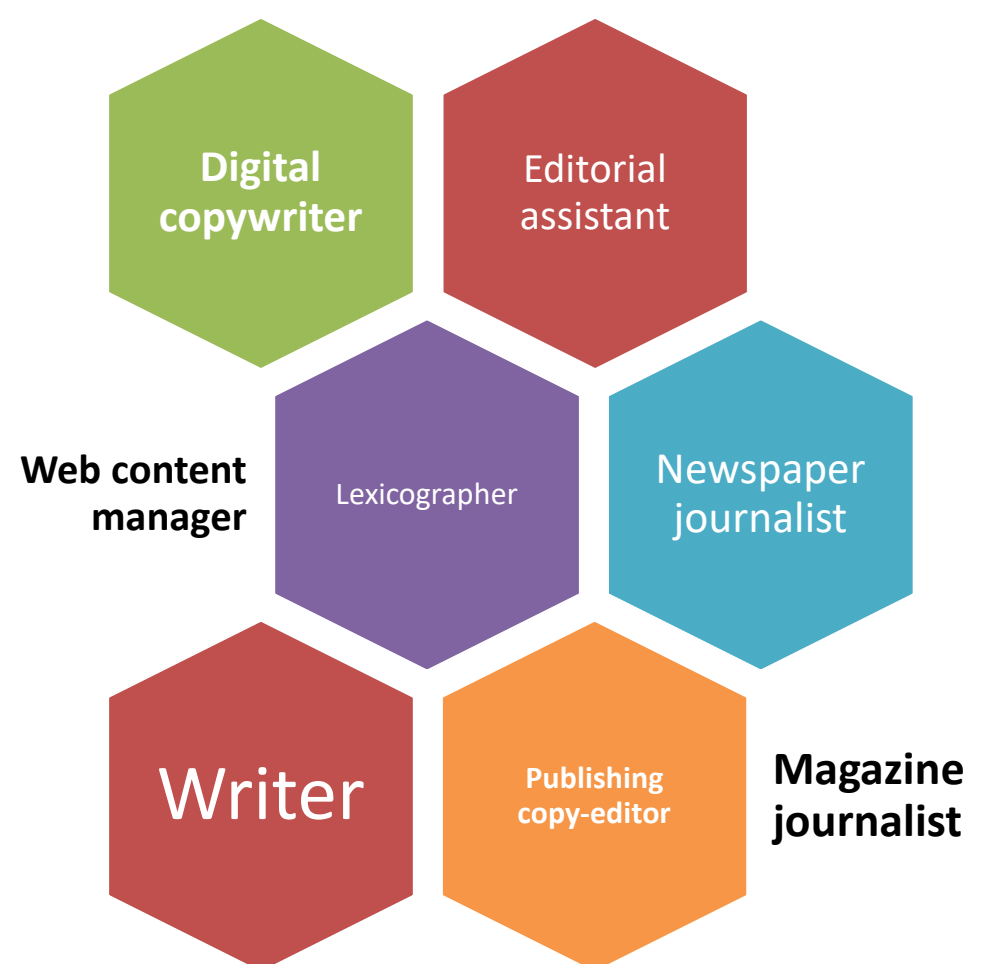 Digital
copywriter
Editorial
assistant
Web content
manager
Lexicographer
Newspaper
journalist
Writer
Publishing
copy-editor
Magazine
journalist